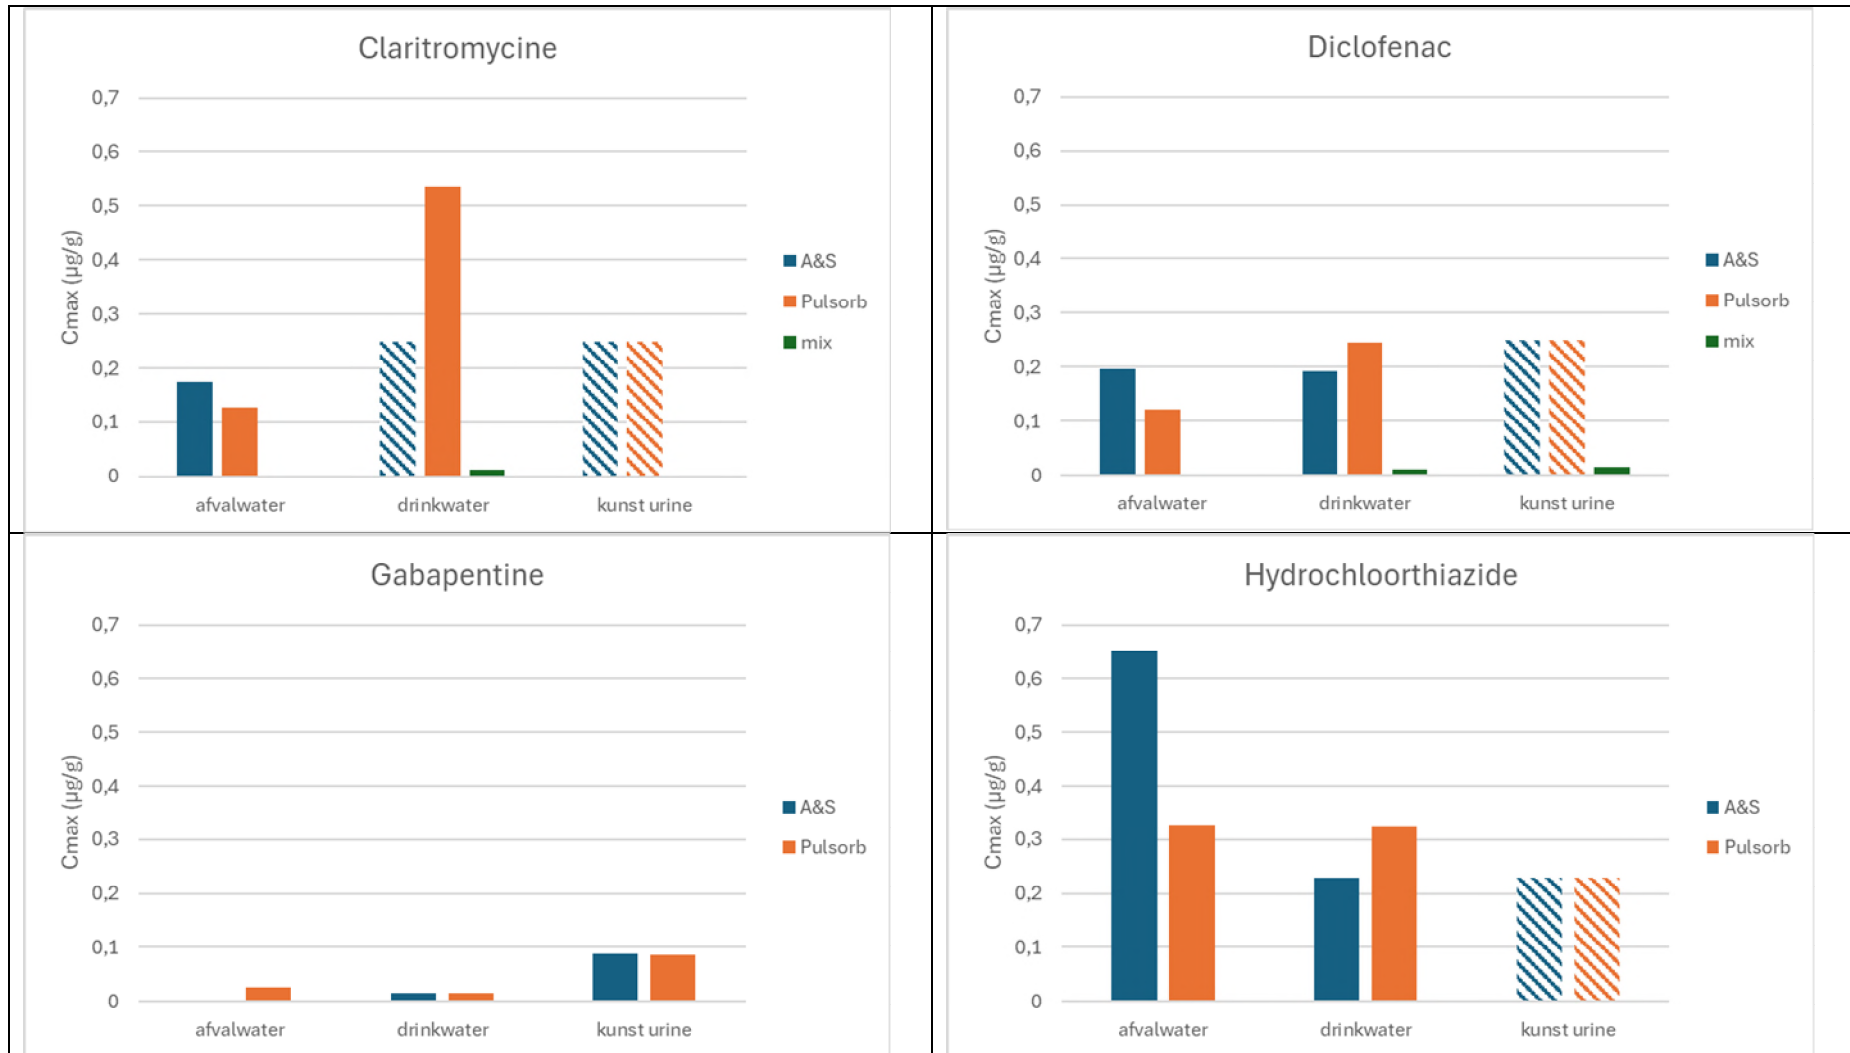 Claritromycine
0,7
0,6
0,5
0,4
0,3
0,2
0,1
0
Cmax (µg/g)
afvalwater
drinkwater
kunst urine
A&S
Pulsorb
mix
Diclofenac
0,7
0,6
0,5
0,4
0,3
0,2
0,1
0
Cmax (µg/g)
afvalwater
drinkwater
kunst urine
A&S
Pulsorb
mix
Gabapentine
0,7
0,6
0,5
0,4
0,3
0,2
0,1
0
Cmax (µg/g)
afvalwater
drinkwater
kunst urine
A&S
Pulsorb
Hydrochloorthiazide
0,7
0,6
0,5
0,4
0,3
0,2
0,1
0
Cmax (µg/g)
afvalwater
drinkwater
kunst urine
A&S
Pulsorb